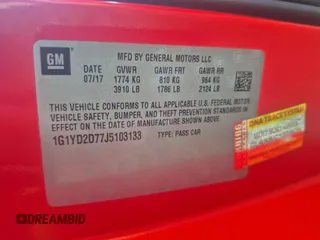 GM
MFD BY GENERAL MOTORS LLC
07/17 GVWR GAWR FRT GAWR RR
1774 KG 810 KG 964 KG
3910 LB 1786 LB 2124 LB
THIS VEHICLE CONFORMS TO ALL APPLICABLE U.S. FEDERAL MOTOR
VEHICLE SAFETY, BUMPER, AND THEFT PREVENTION STANDARDS IN
EFFECT ON THE DATE OF MANUFACTURE SHOWN ABOVE.
1G1YD2D77J5103133 TYPE: PASS CAR
DREAMBID